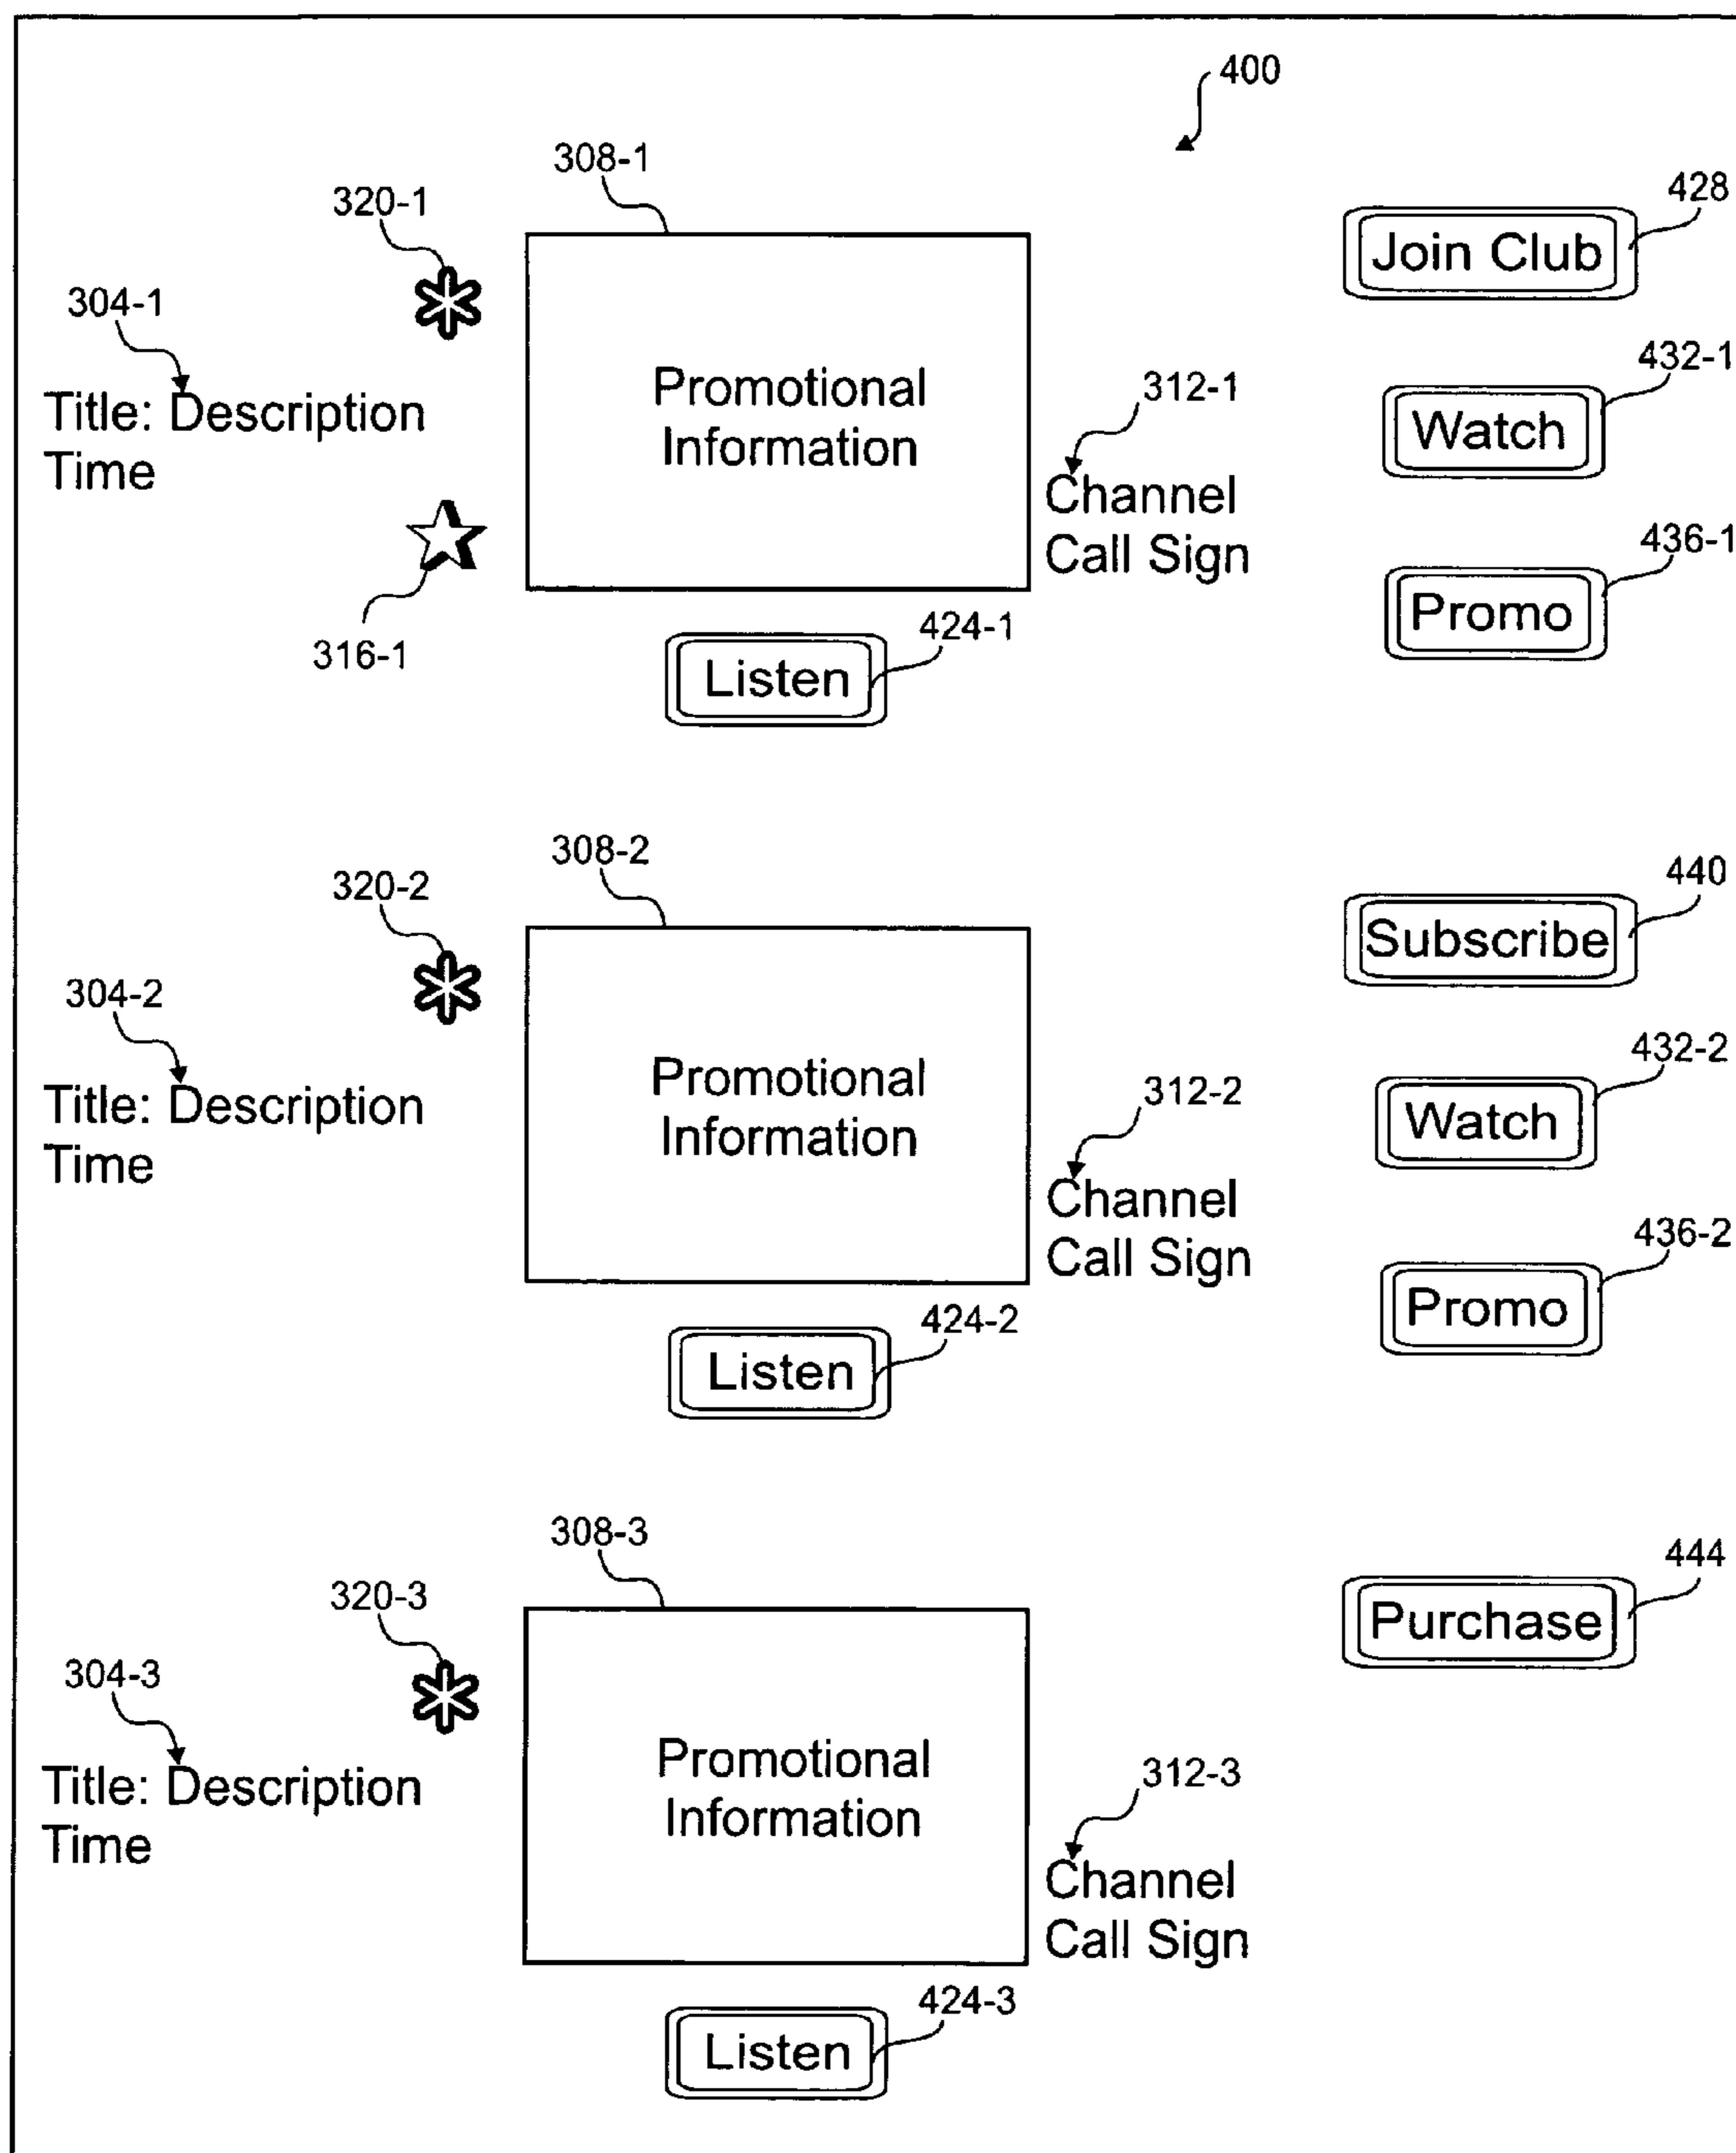 400
308-1
320-1
428
Join Club
304-1
432-1
Title: Description
Time
Promotional
Information
312-1
Watch
Channel
Call Sign
436-1
Promo
316-1
424-1
Listen
308-2
320-2
440
Subscribe
304-2
432-2
Title: Description
Time
Promotional
Information
312-2
Watch
Channel
Call Sign
436-2
Promo
424-2
Listen
308-3
320-3
444
Purchase
304-3
Title: Description
Time
Promotional
Information
312-3
Channel
Call Sign
424-3
Listen